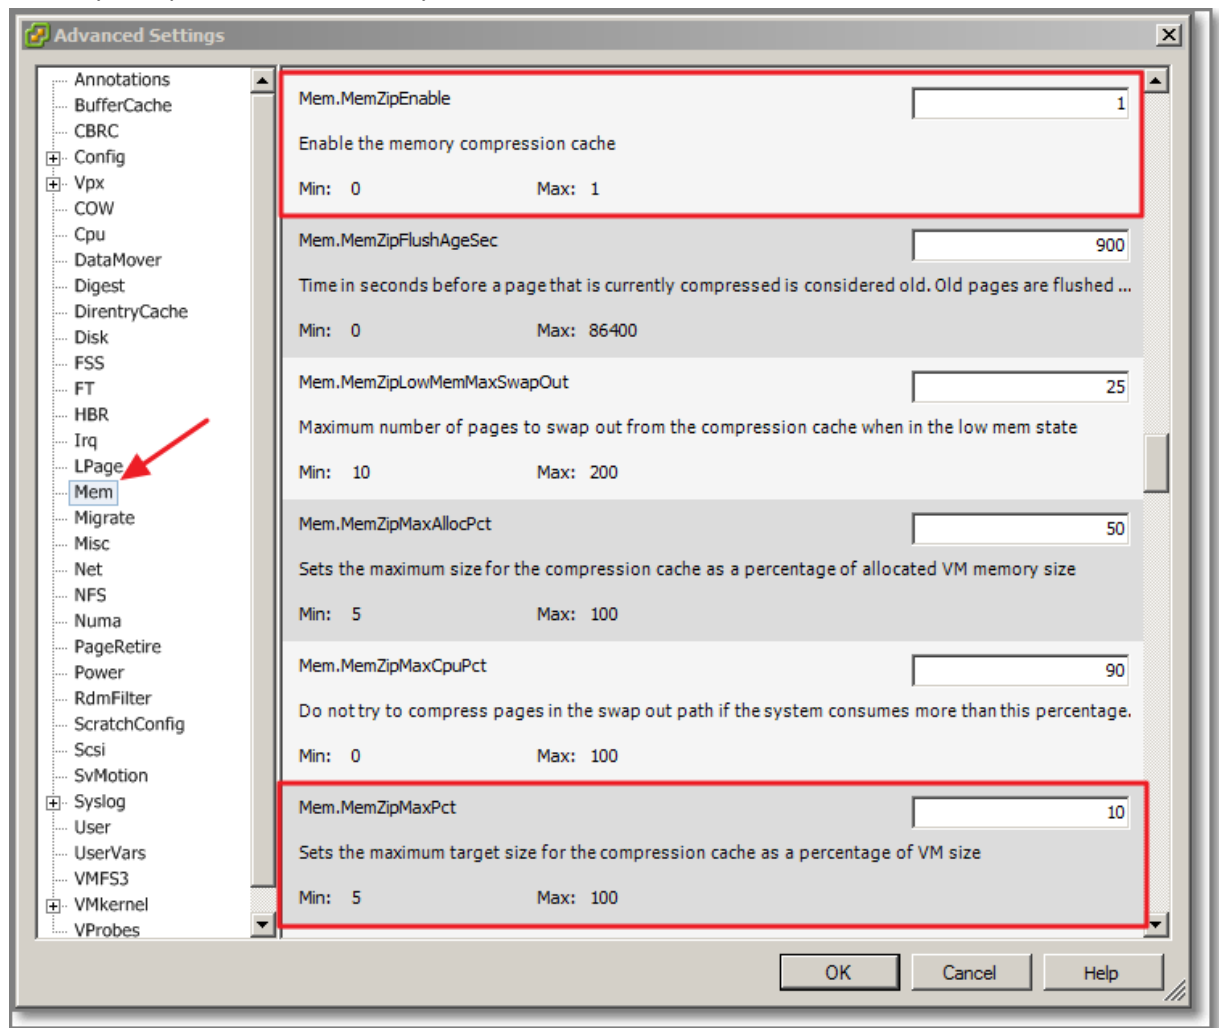 Advanced Settings
Annotations
BufferCache
CBRC
Config
Vpx
COW
Cpu
DataMover
Digest
DirentryCache
Disk
FSS
FT
HBR
Irq
LPage
Mem
Migrate
Misc
Net
NFS
Numa
PageRetire
Power
RdmFilter
ScratchConfig
Scsi
SvMotion
Syslog
User
UserVars
VMFS3
VMkernel
VProbes
Mem.MemZipEnable 1
Enable the memory compression cache
Min: 0 Max: 1
Mem.MemZipFlushAgeSec 900
Time in seconds before a page that is currently compressed is considered old. Old pages are flushed ...
Min: 0 Max: 86400
Mem.MemZipLowMemMaxSwapOut 25
Maximum number of pages to swap out from the compression cache when in the low mem state
Min: 10 Max: 200
Mem.MemZipMaxAllocPct 50
Sets the maximum size for the compression cache as a percentage of allocated VM memory size
Min: 5 Max: 100
Mem.MemZipMaxCpuPct 90
Do not try to compress pages in the swap out path if the system consumes more than this percentage.
Min: 0 Max: 100
Mem.MemZipMaxPct 10
Sets the maximum target size for the compression cache as a percentage of VM size
Min: 5 Max: 100
OK Cancel Help